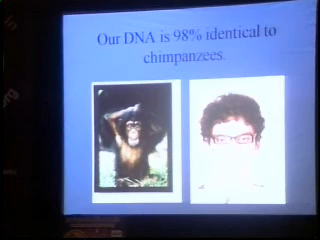 Our DNA is 98% identical to
chimpanzees.